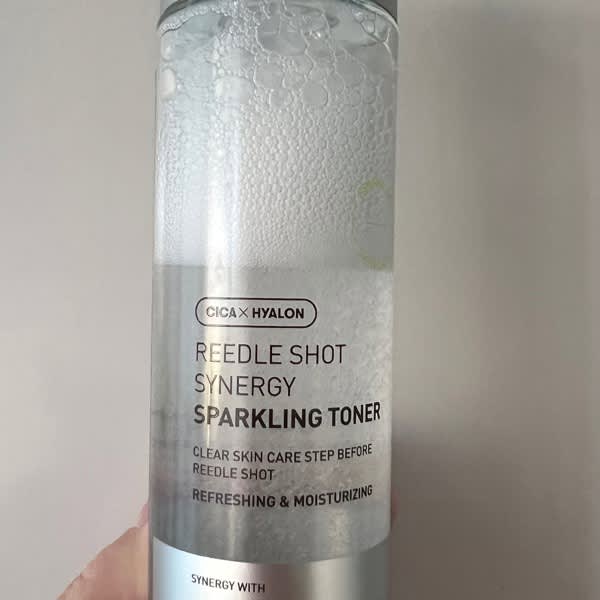 CICA X HYALON
REEDLE SHOT
SYNERGY
SPARKLING TONER
CLEAR SKIN CARE STEP BEFORE
REEDLE SHOT
REFRESHING & MOISTURIZING
SYNERGY WITH